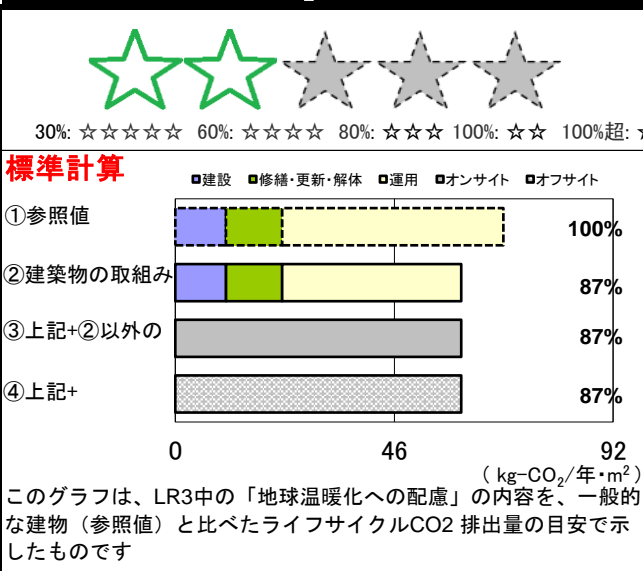 30%: ☆☆☆☆☆ 60%: ☆☆☆☆ 80%: ☆☆☆ 100%: ☆☆ 100%超: ☆
標準計算
■建設 ■修繕・更新・解体 □運用 ■オンサイト ■オフサイト
①参照値 100%
②建築物の取組み 87%
③上記+②以外の 87%
④上記+ 87%
0 46 92
( kg-CO₂/年・m² )
このグラフは、LR3中の「地球温暖化への配慮」の内容を、一般的
な建物（参照値）と比べたライフサイクルCO2 排出量の目安で示
したものです